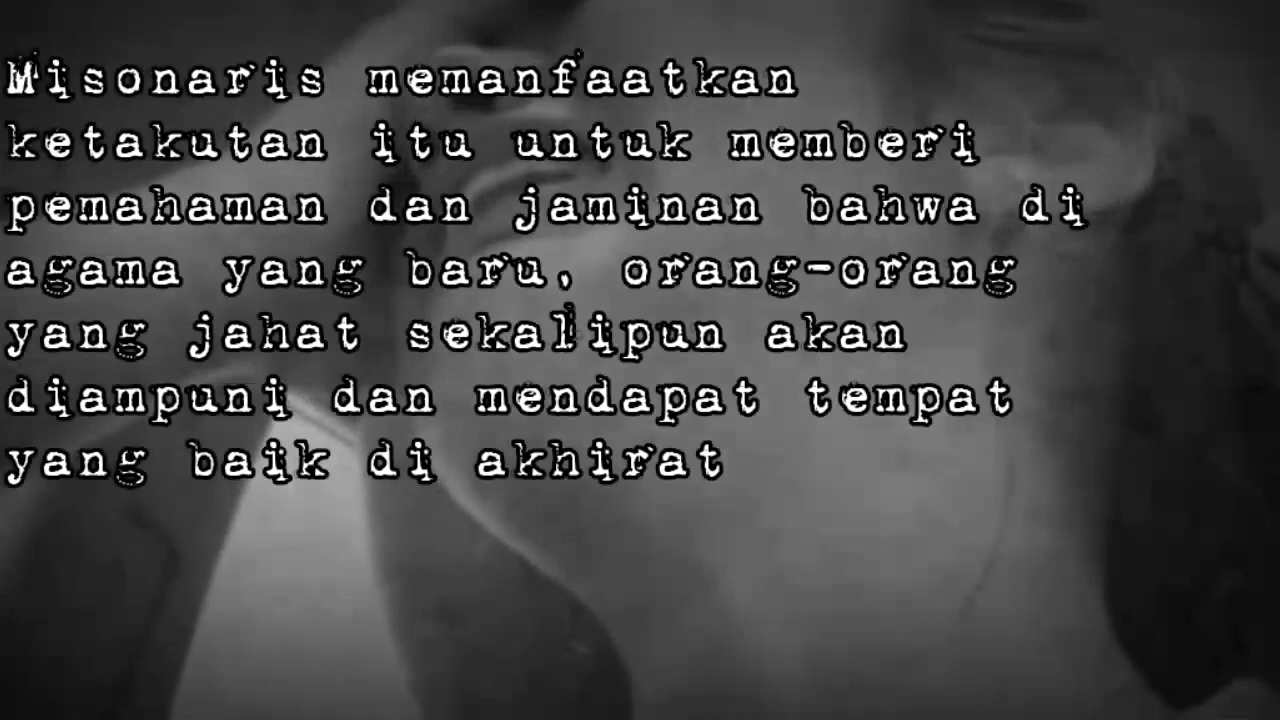 Misonaris memanfaatkan
ketakutan itu untuk memberi
pemahaman dan jaminan bahwa di
agama yang baru, orang-orang
yang jahat sekalipun akan
diampuni dan mendapat tempat
yang baik di akhirat